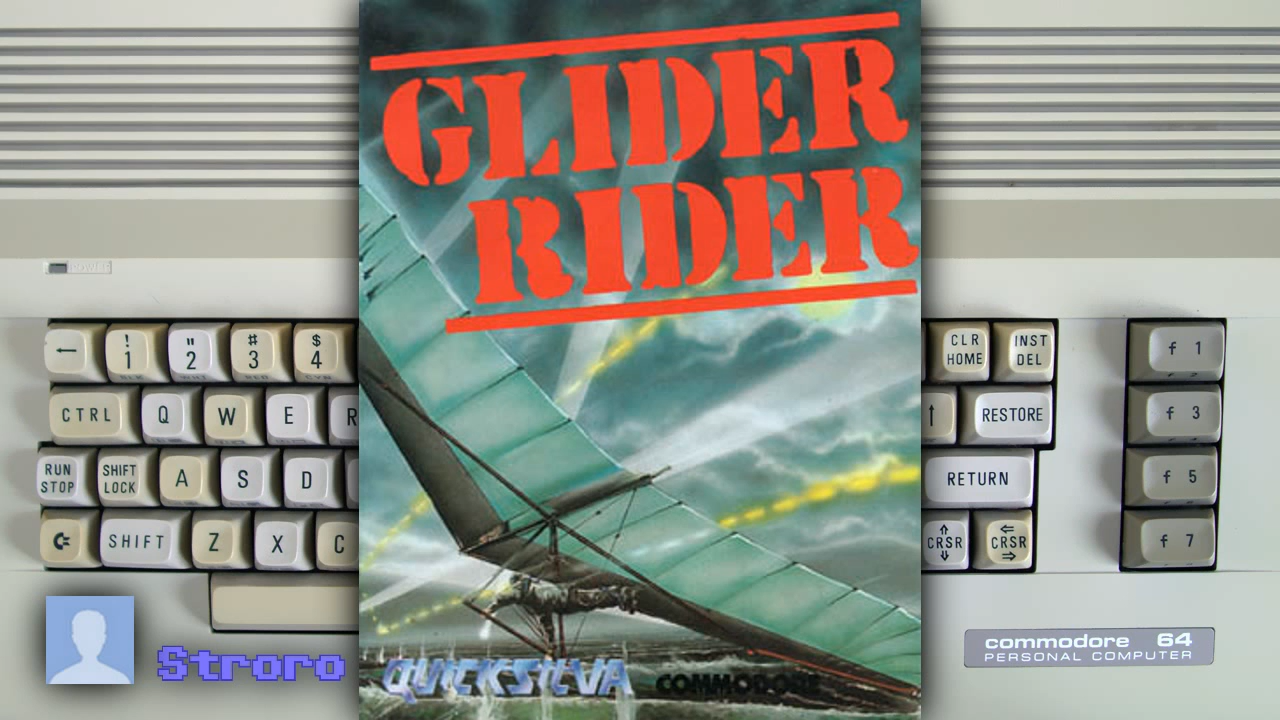 GLIDER
RIDER
POWER
← ! 1 " 2 # 3 $ 4
CLR HOME INST DEL
f 1
CTRL Q W E R
↑ RESTORE
f 3
RUN STOP SHIFT LOCK A S D
RETURN
f 5
C= SHIFT Z X C
⇑ CRSR ⇓ ⇐ CRSR ⇒
f 7
Stroro
QUICKSILVA COMMODORE
commodore 64
PERSONAL COMPUTER